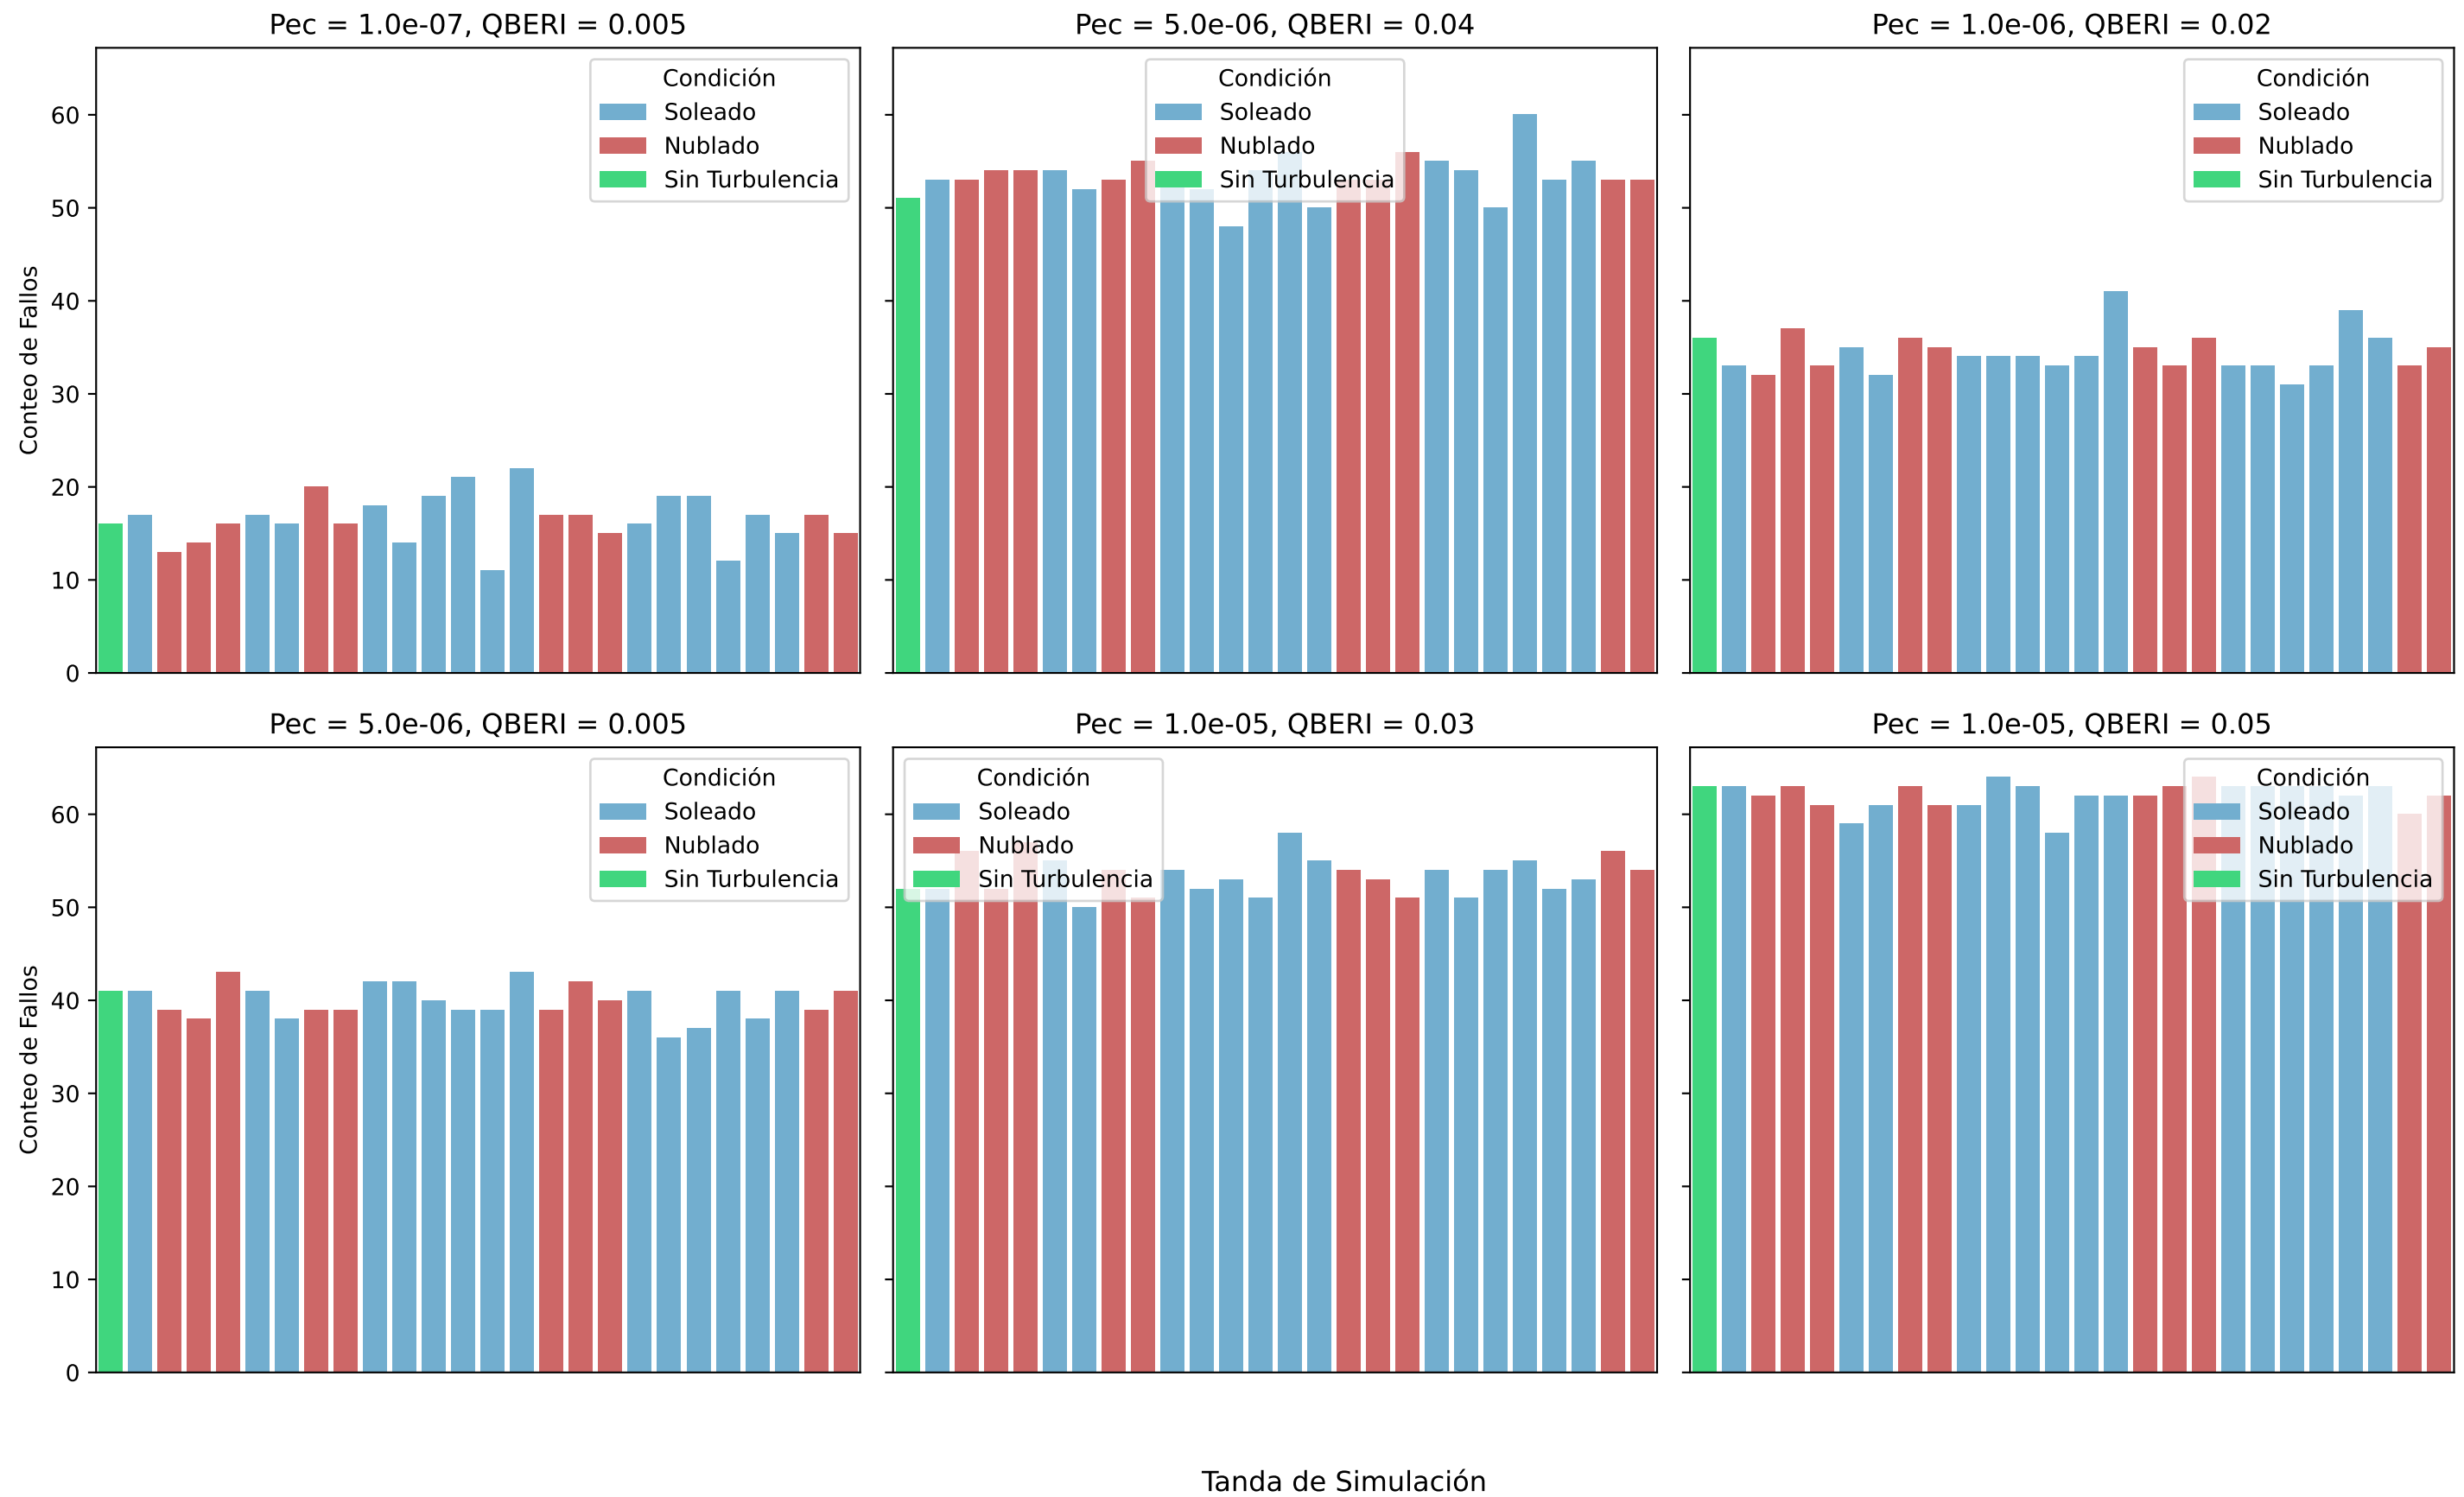 Pec = 1.0e-07, QBERI = 0.005
Condición
Soleado
Nublado
Sin Turbulencia
60
50
40
30
20
10
0
Conteo de Fallos
Pec = 5.0e-06, QBERI = 0.04
Condición
Soleado
Nublado
Sin Turbulencia
Pec = 1.0e-06, QBERI = 0.02
Condición
Soleado
Nublado
Sin Turbulencia
Pec = 5.0e-06, QBERI = 0.005
Condición
Soleado
Nublado
Sin Turbulencia
60
50
40
30
20
10
0
Conteo de Fallos
Pec = 1.0e-05, QBERI = 0.03
Condición
Soleado
Nublado
Sin Turbulencia
Pec = 1.0e-05, QBERI = 0.05
Condición
Soleado
Nublado
Sin Turbulencia
Tanda de Simulación